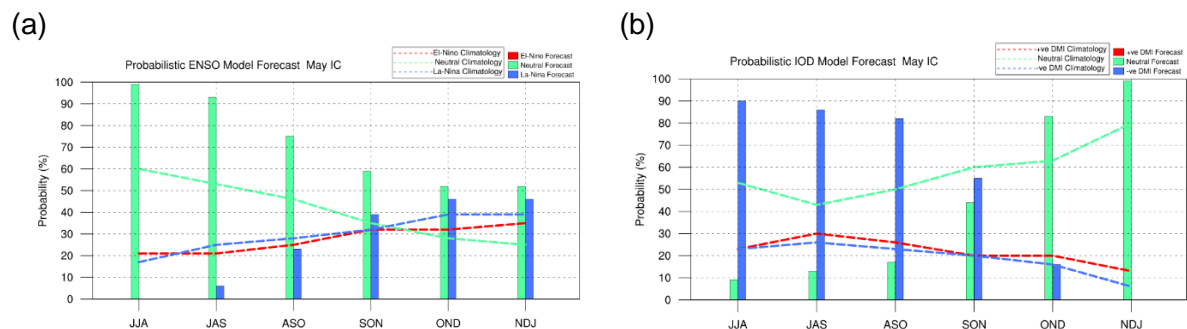 (a)
El-Nino Climatology
Neutral Climatology
La-Nina Climatology
El-Nino Forecast
Neutral Forecast
La-Nina Forecast
Probabilistic ENSO Model Forecast May IC
Probability (%)
100
90
80
70
60
50
40
30
20
10
0
JJA JAS ASO SON OND NDJ
(b)
+ve DMI Climatology
Neutral Climatology
-ve DMI Climatology
+ve DMI Forecast
Neutral Forecast
-ve DMI Forecast
Probabilistic IOD Model Forecast May IC
Probability (%)
100
90
80
70
60
50
40
30
20
10
0
JJA JAS ASO SON OND NDJ